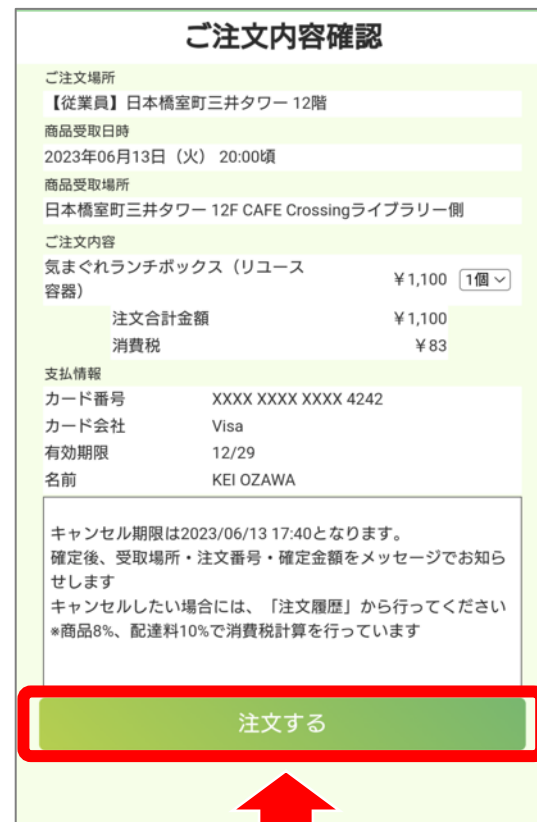 ご注文内容確認
ご注文場所
【従業員】日本橋室町三井タワー 12階
商品受取日時
2023年06月13日（火） 20:00頃
商品受取場所
日本橋室町三井タワー 12F CAFE Crossingライブラリー側
ご注文内容
気まぐれランチボックス（リユース
容器） ￥1,100 1個
注文合計金額 ￥1,100
消費税 ￥83
支払情報
カード番号 XXXX XXXX XXXX 4242
カード会社 Visa
有効期限 12/29
名前 KEI OZAWA
キャンセル期限は2023/06/13 17:40となります。
確定後、受取場所・注文番号・確定金額をメッセージでお知ら
せします
キャンセルしたい場合には、「注文履歴」から行ってください
※商品8%、配達料10%で消費税計算を行っています
注文する